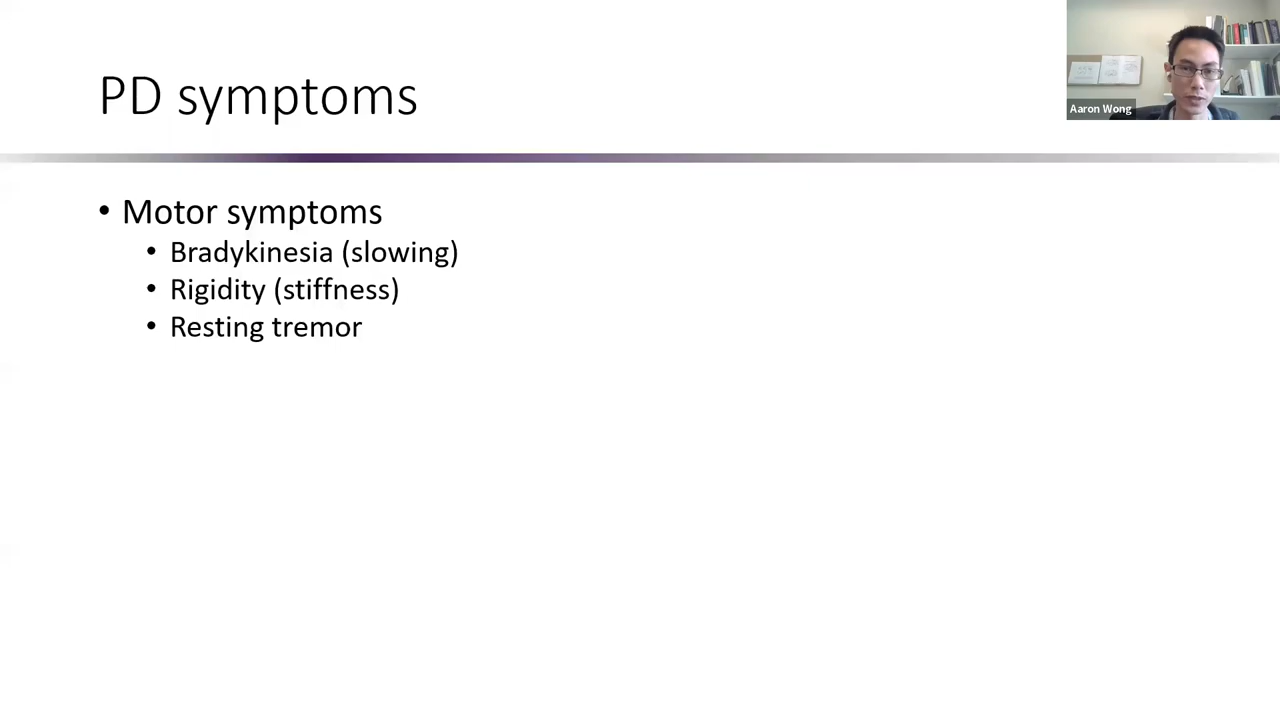 PD symptoms
Aaron Wong
• Motor symptoms
• Bradykinesia (slowing)
• Rigidity (stiffness)
• Resting tremor